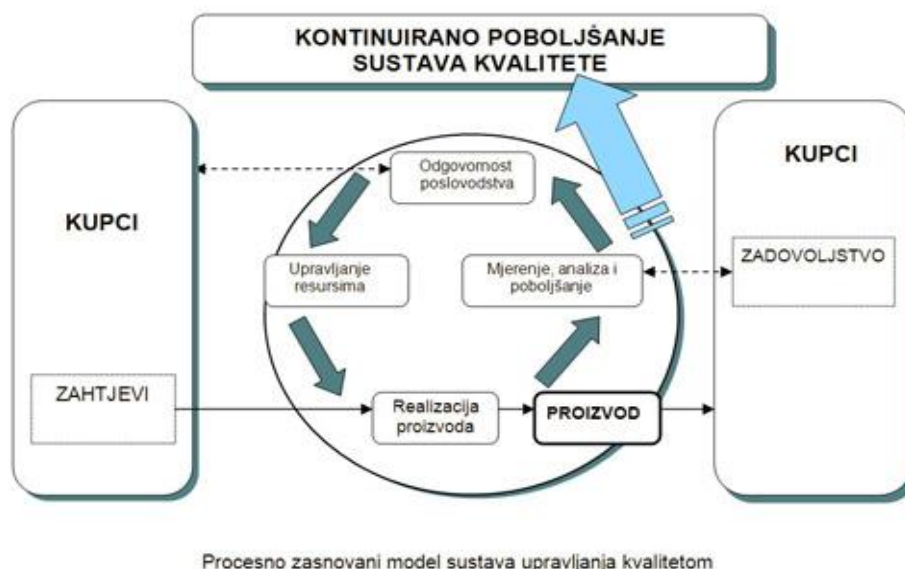 KONTINUIRANO POBOLJŠANJE
SUSTAVA KVALITETE
KUPCI
ZAHTJEVI
Odgovornost
poslovodstva
Upravljanje
resursima
Mjerenje, analiza i
poboljšanje
Realizacija
proizvoda
PROIZVOD
KUPCI
ZADOVOLJSTVO
Procesno zasnovani model sustava upravljanja kvalitetom